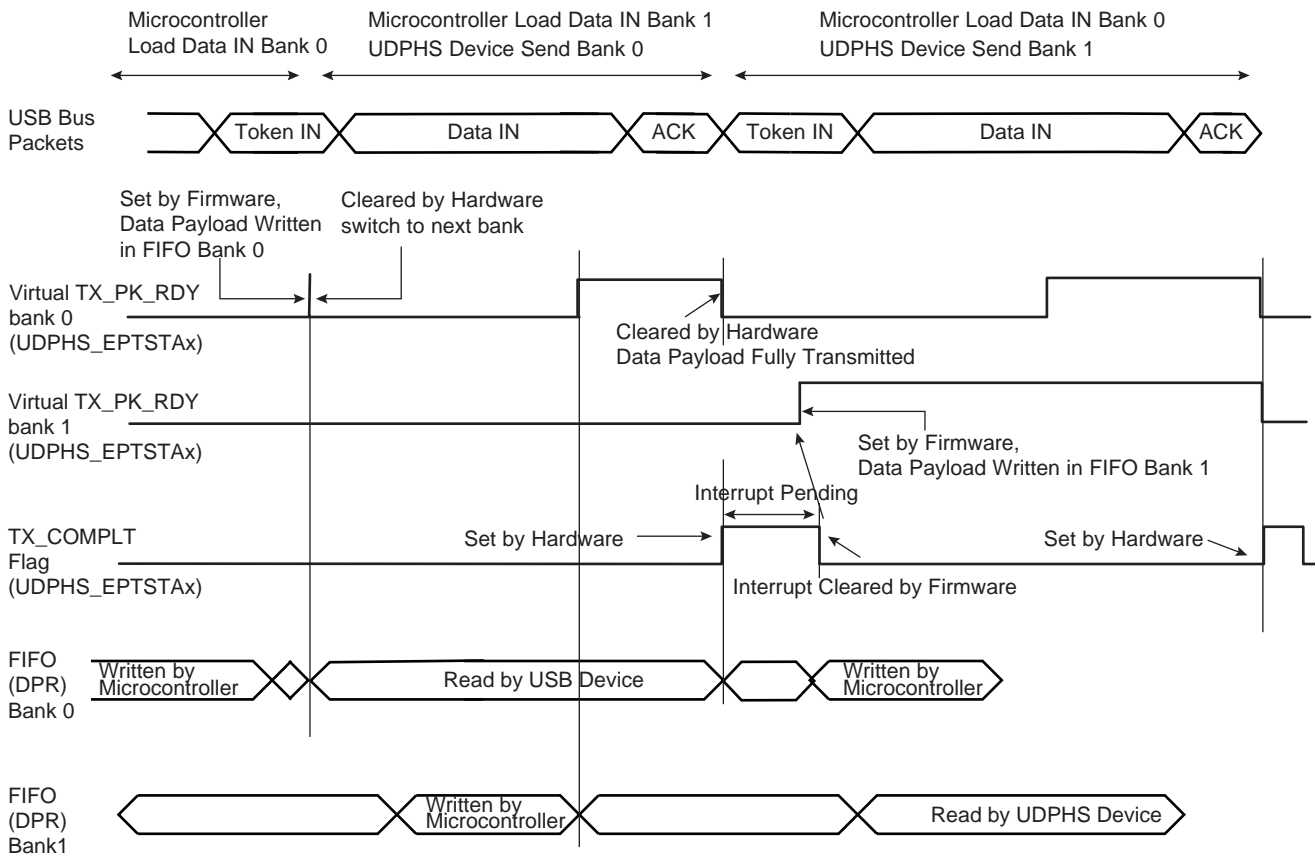 Microcontroller
Load Data IN Bank 0
Microcontroller Load Data IN Bank 1
UDPHS Device Send Bank 0
Microcontroller Load Data IN Bank 0
UDPHS Device Send Bank 1
USB Bus
Packets
Token IN
Data IN
ACK
Token IN
Data IN
ACK
Set by Firmware,
Data Payload Written
in FIFO Bank 0
Cleared by Hardware
switch to next bank
Virtual TX_PK_RDY
bank 0
(UDPHS_EPTSTAx)
Cleared by Hardware
Data Payload Fully Transmitted
Virtual TX_PK_RDY
bank 1
(UDPHS_EPTSTAx)
Set by Firmware,
Data Payload Written in FIFO Bank 1
Interrupt Pending
TX_COMPLT
Flag
(UDPHS_EPTSTAx)
Set by Hardware
Set by Hardware
Interrupt Cleared by Firmware
FIFO
(DPR)
Bank 0
Written by
Microcontroller
Read by USB Device
Written by
Microcontroller
FIFO
(DPR)
Bank1
Written by
Microcontroller
Read by UDPHS Device